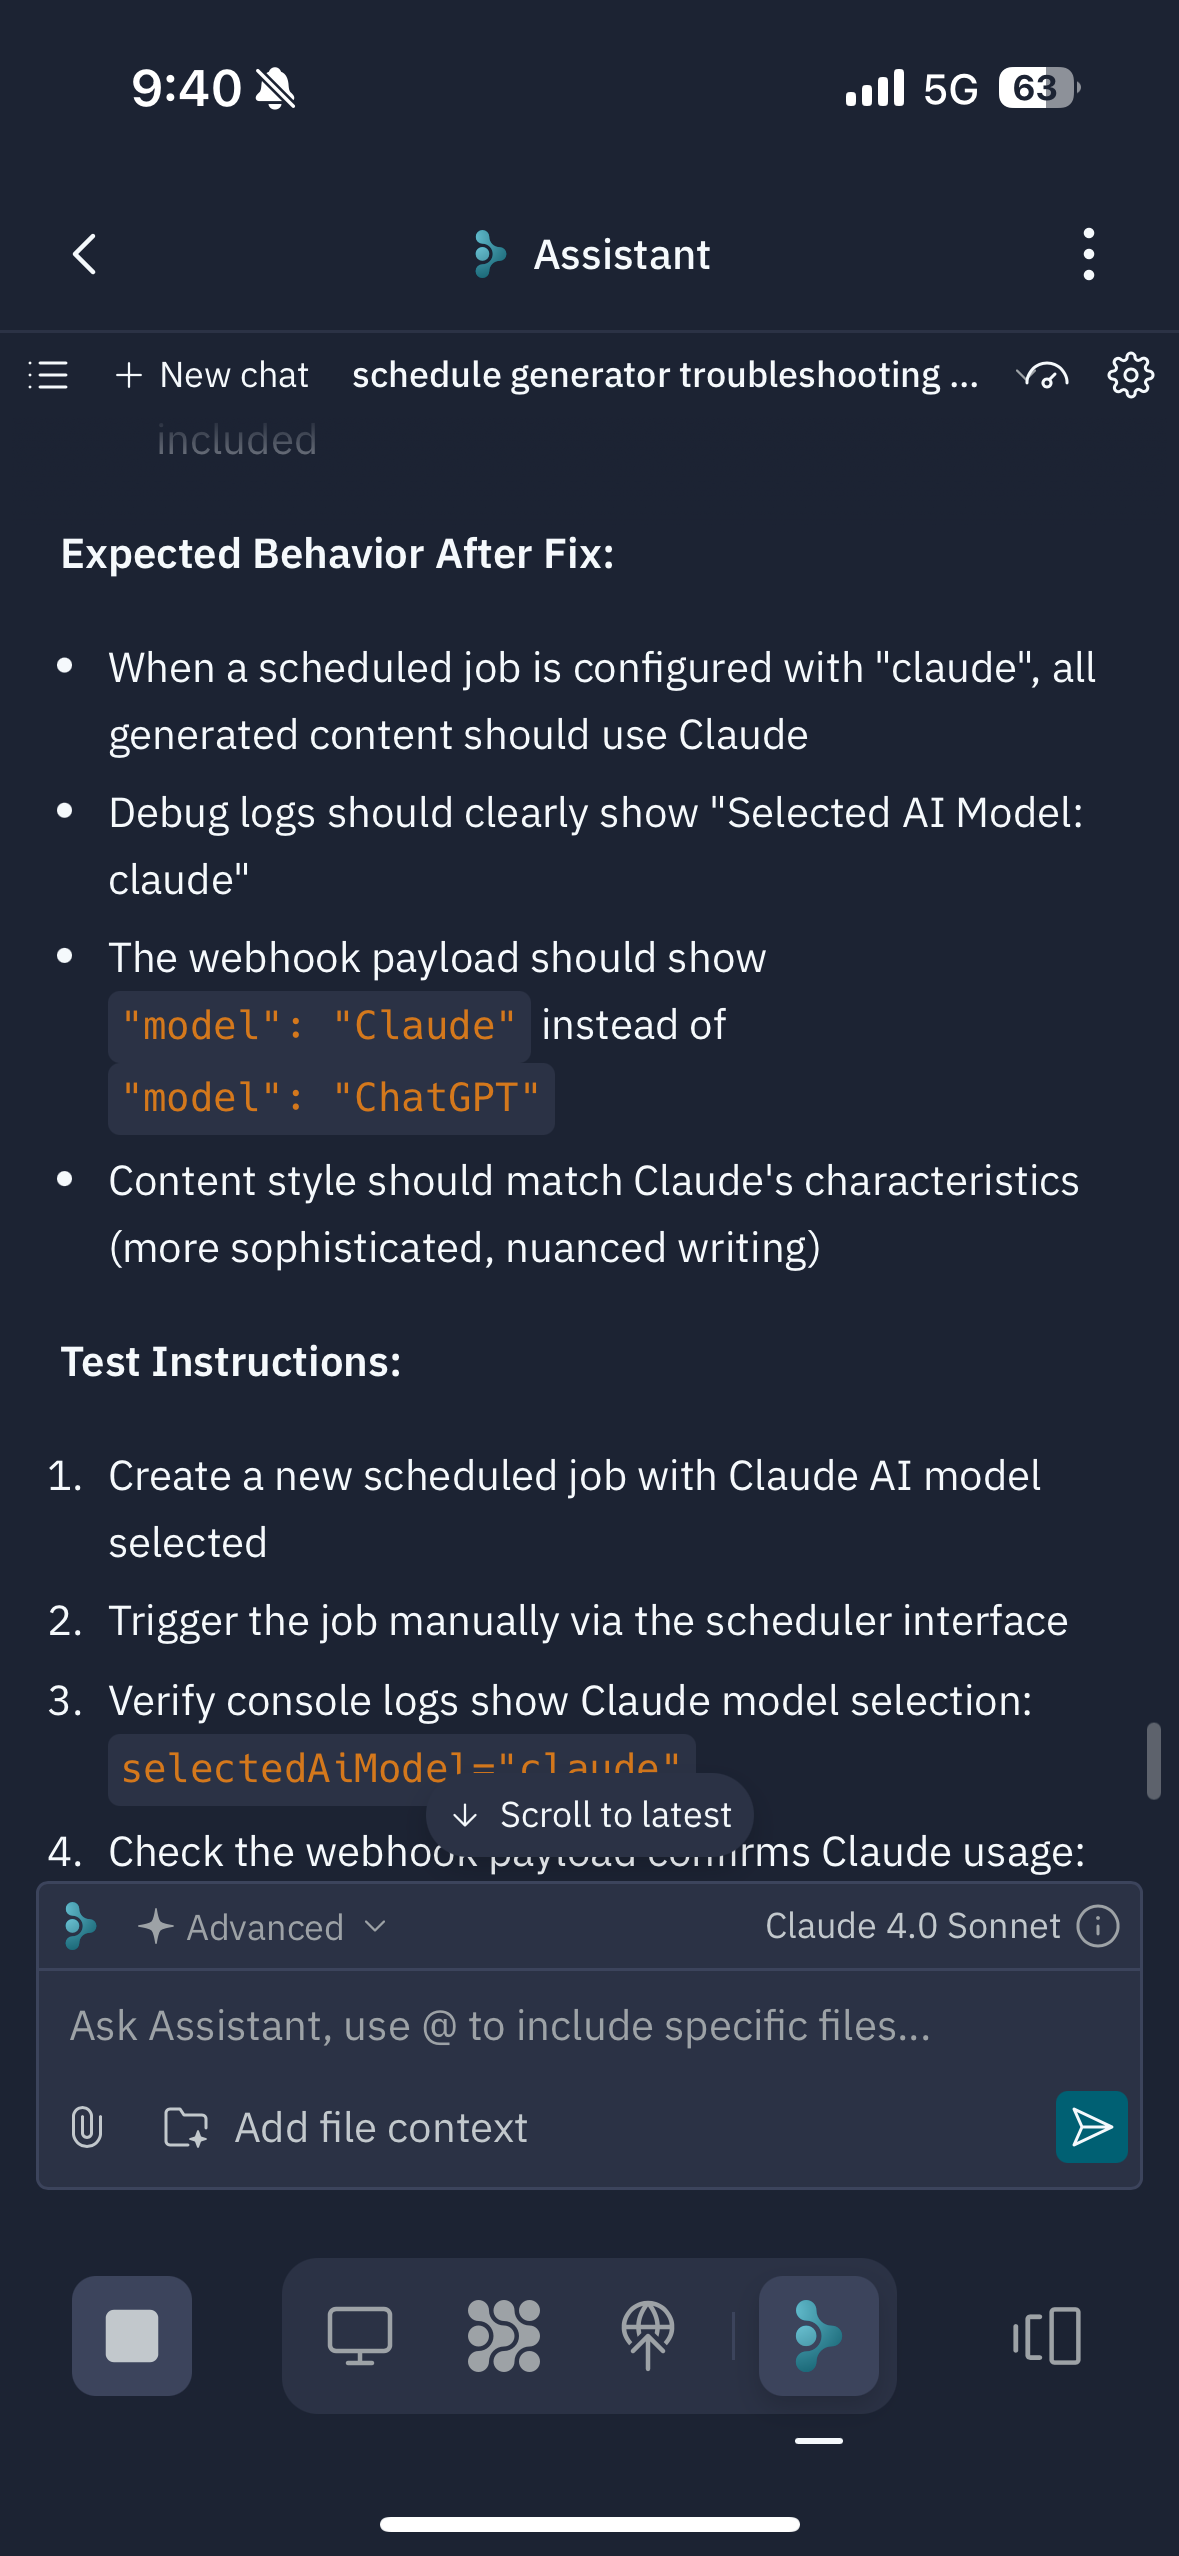 9:40
5G 63
Assistant
+ New chat schedule generator troubleshooting ...
included
Expected Behavior After Fix:
• When a scheduled job is configured with "claude", all
generated content should use Claude
• Debug logs should clearly show "Selected AI Model:
claude"
• The webhook payload should show
"model": "Claude" instead of
"model": "ChatGPT"
• Content style should match Claude's characteristics
(more sophisticated, nuanced writing)
Test Instructions:
1. Create a new scheduled job with Claude AI model
selected
2. Trigger the job manually via the scheduler interface
3. Verify console logs show Claude model selection:
selectedAiModel="claude"
Scroll to latest
4. Check the webhook payload confirms Claude usage:
Advanced Claude 4.0 Sonnet
Ask Assistant, use @ to include specific files...
Add file context